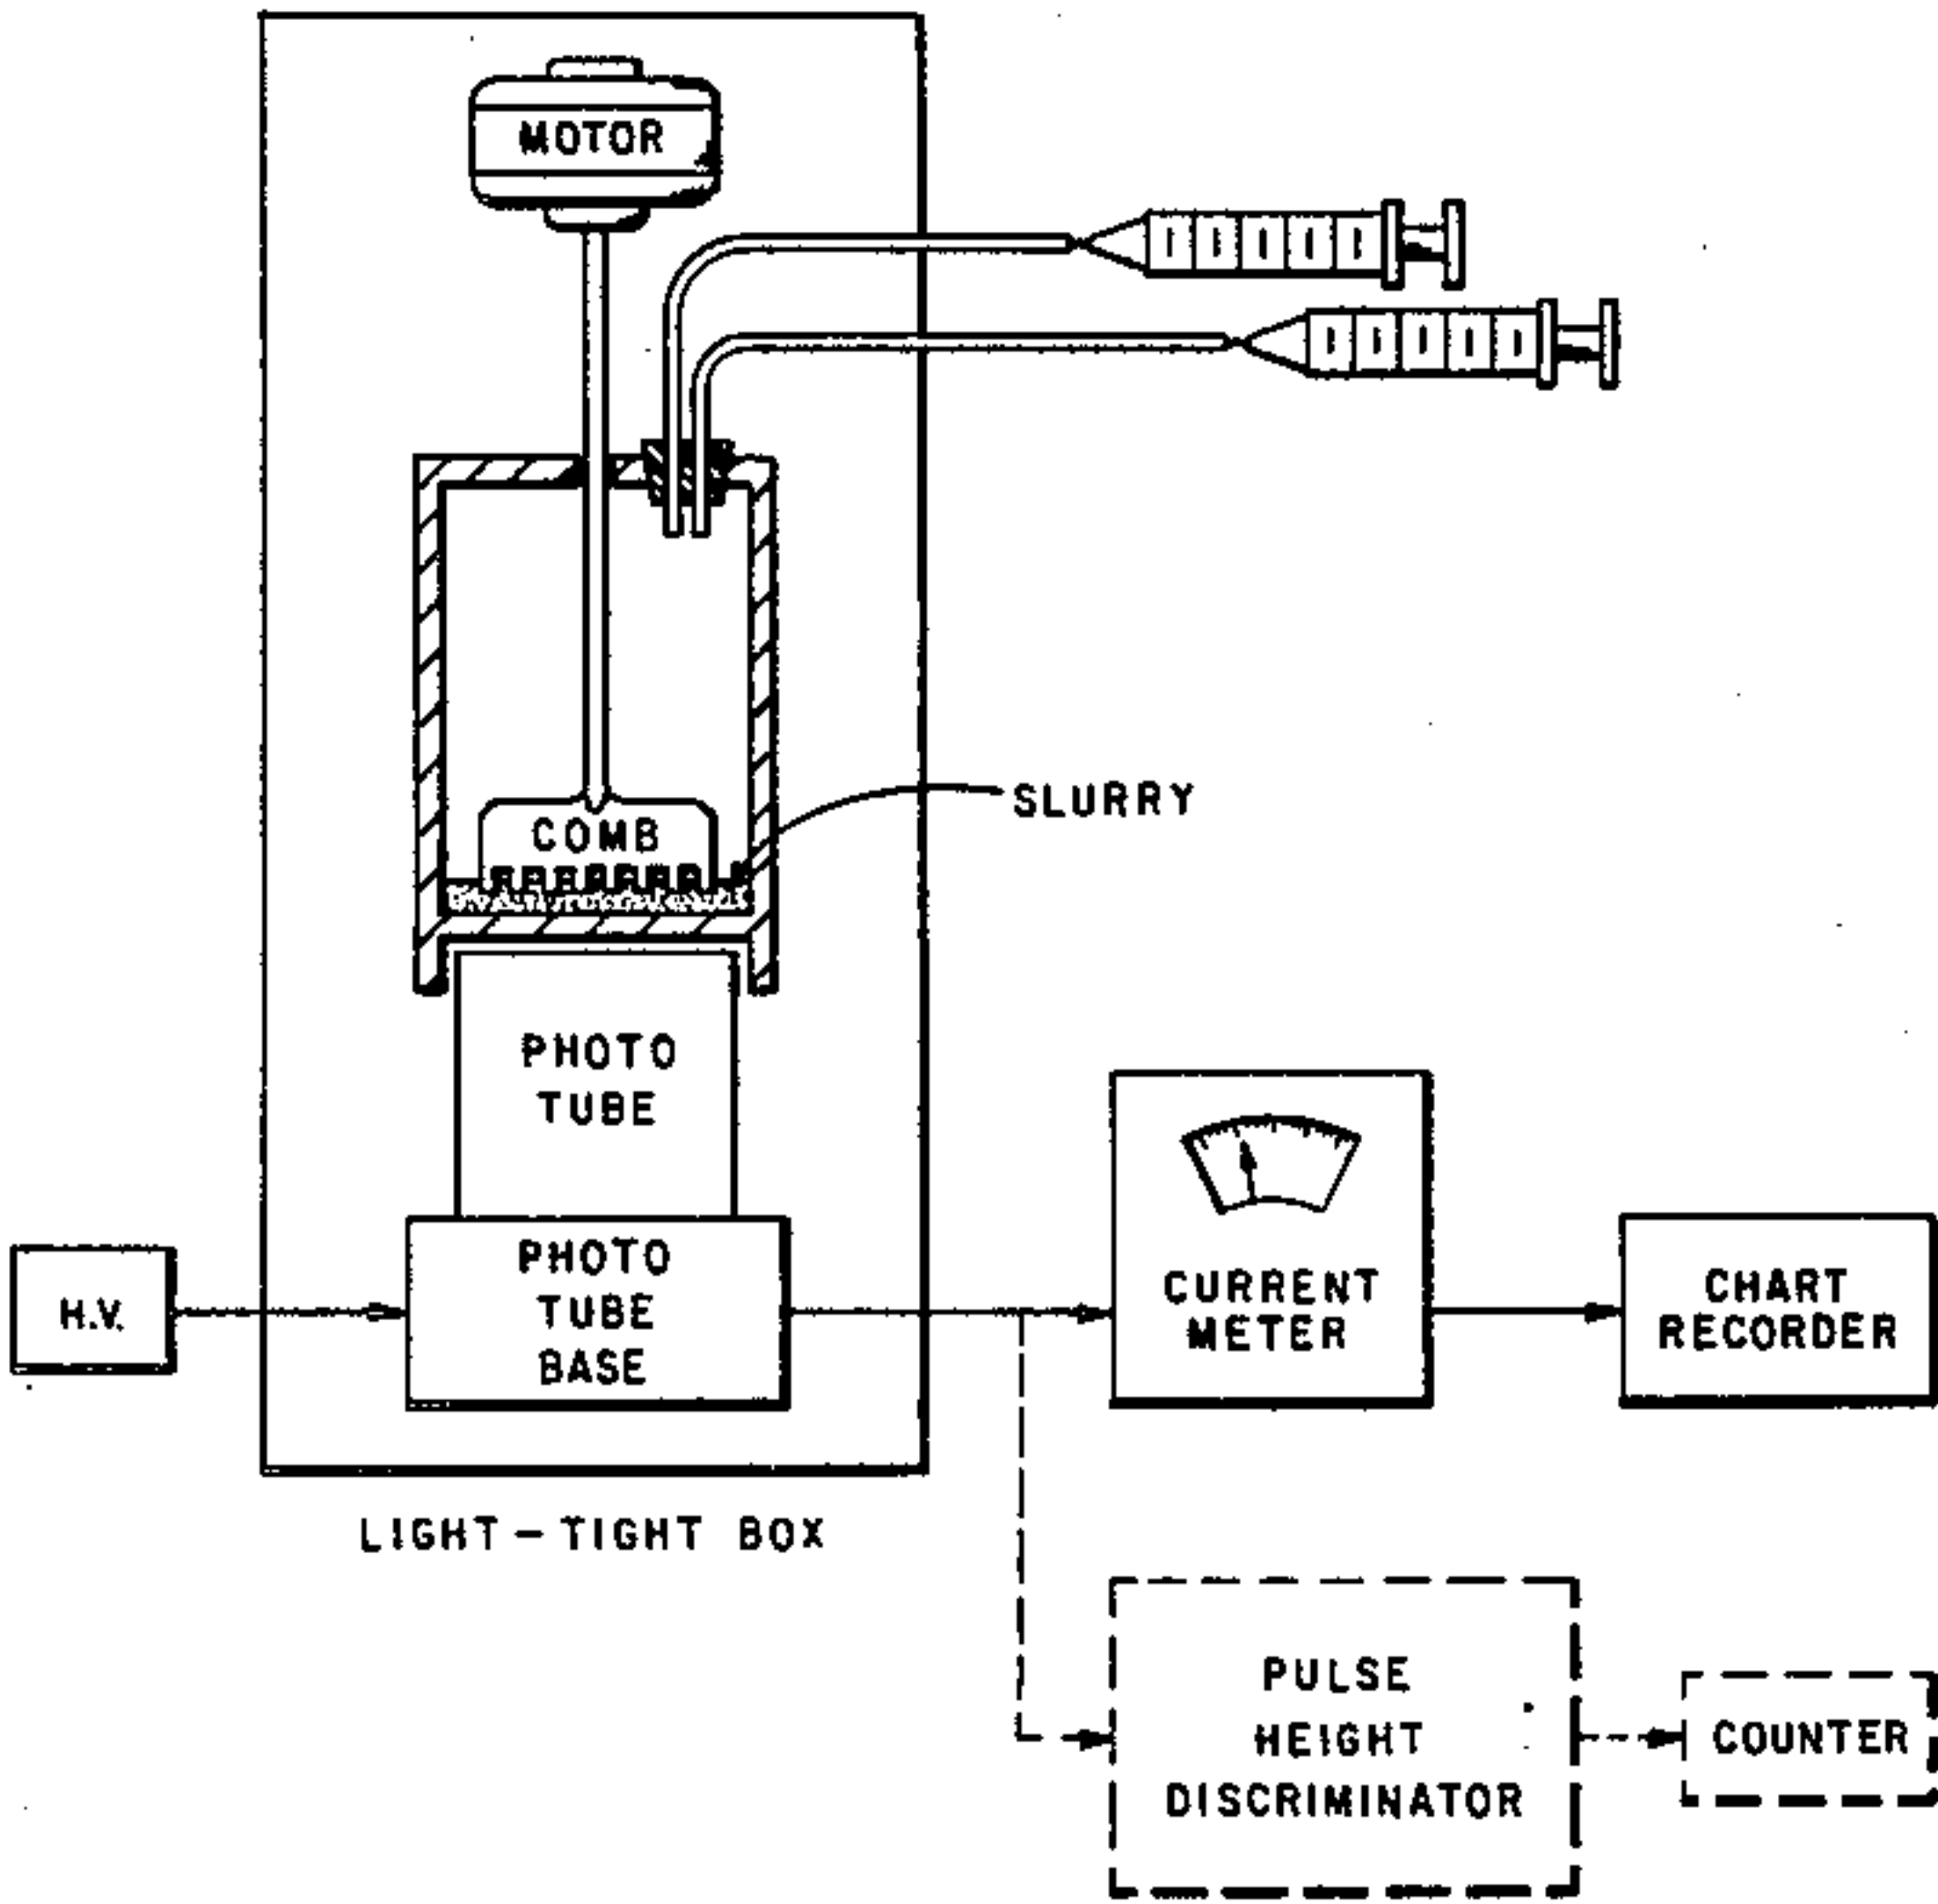 MOTOR
SLURRY
COMB
PHOTO
TUBE
PHOTO
TUBE
BASE
H.V.
CURRENT
METER
CHART
RECORDER
LIGHT-TIGHT BOX
PULSE
HEIGHT
DISCRIMINATOR
COUNTER